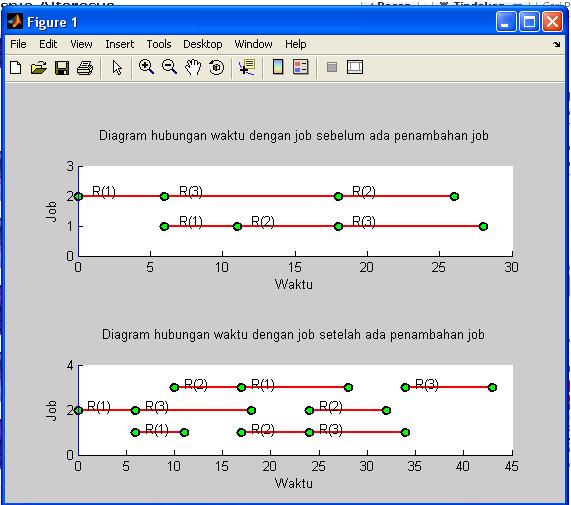 Figure 1
File Edit View Insert Tools Desktop Window Help
Diagram hubungan waktu dengan job sebelum ada penambahan job
3
2
1
0
Job
R(1) R(3) R(2)
R(1) R(2) R(3)
0 5 10 15 20 25 30
Waktu
Diagram hubungan waktu dengan job setelah ada penambahan job
4
2
0
Job
R(2) R(1) R(3)
R(1) R(3) R(2)
R(1) R(2) R(3)
0 5 10 15 20 25 30 35 40 45
Waktu